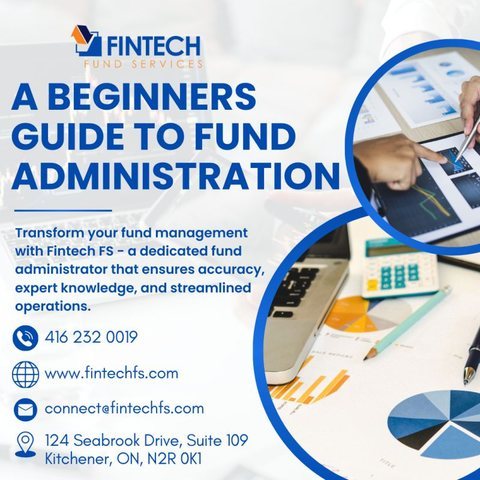 FINTECH
FUND SERVICES
A BEGINNERS
GUIDE TO FUND
ADMINISTRATION
Transform your fund management
with Fintech FS - a dedicated fund
administrator that ensures accuracy,
expert knowledge, and streamlined
operations.
416 232 0019
www.fintechfs.com
connect@fintechfs.com
124 Seabrook Drive, Suite 109
Kitchener, ON, N2R 0K1